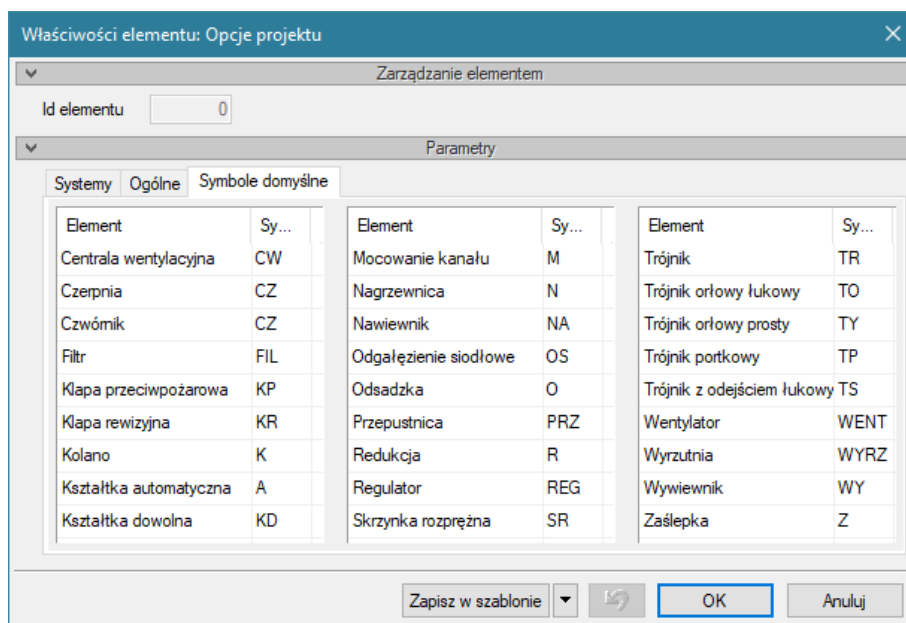 Właściwości elementu: Opcje projektu
Zarządzanie elementem
Id elementu 0
Parametry
Systemy Ogólne Symbole domyślne
Element Sy... Element Sy... Element Sy...
Centrala wentylacyjna CW Mocowanie kanału M Trójnik TR
Czerpnia CZ Nagrzewnica N Trójnik orłowy łukowy TO
Czwórnik CZ Nawiewnik NA Trójnik orłowy prosty TY
Filtr FIL Odgałęzienie siodłowe OS Trójnik portkowy TP
Klapa przeciwpożarowa KP Odsadzka O Trójnik z odejściem łukowy TS
Klapa rewizyjna KR Przepustnica PRZ Wentylator WENT
Kolano K Redukcja R Wyrzutnia WYRZ
Kształtka automatyczna A Regulator REG Wywiewnik WY
Kształtka dowolna KD Skrzynka rozprężna SR Zaślepka Z
Zapisz w szablonie OK Anuluj